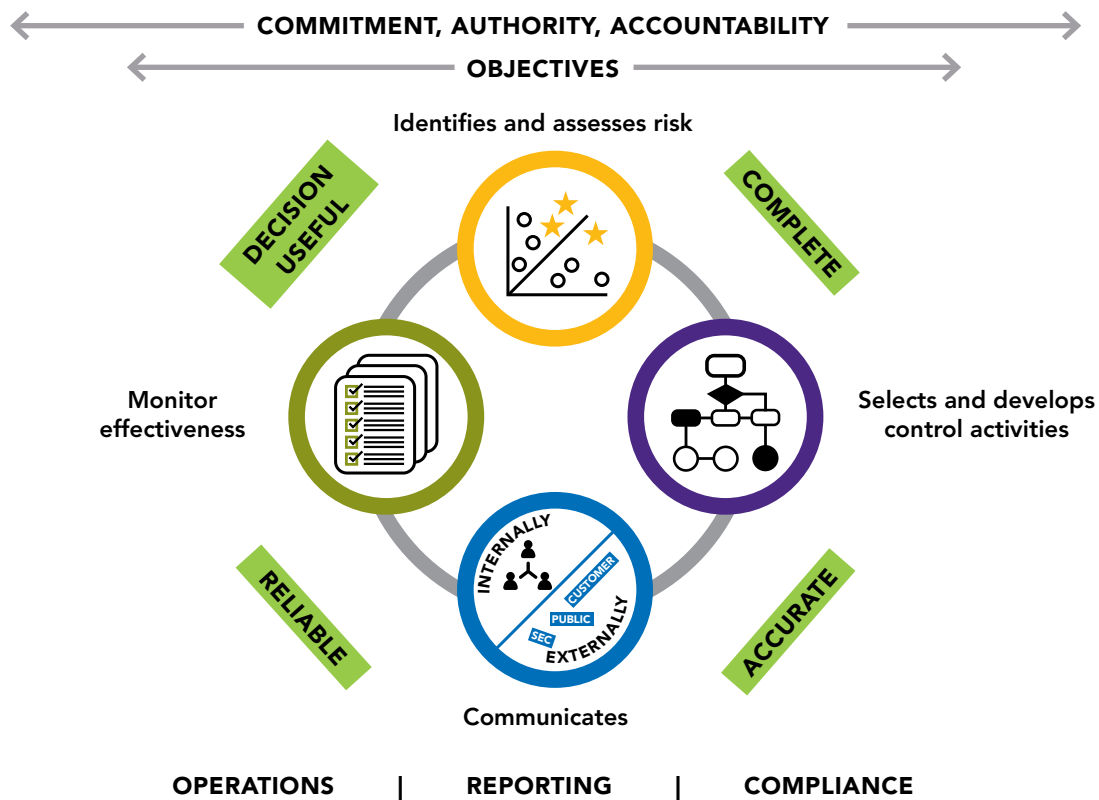 COMMITMENT, AUTHORITY, ACCOUNTABILITY
OBJECTIVES
Identifies and assesses risk
DECISION
USEFUL
COMPLETE
Monitor
effectiveness
Selects and develops
control activities
INTERNALLY
CUSTOMER
PUBLIC
SEC
EXTERNALLY
RELIABLE
ACCURATE
Communicates
OPERATIONS | REPORTING | COMPLIANCE